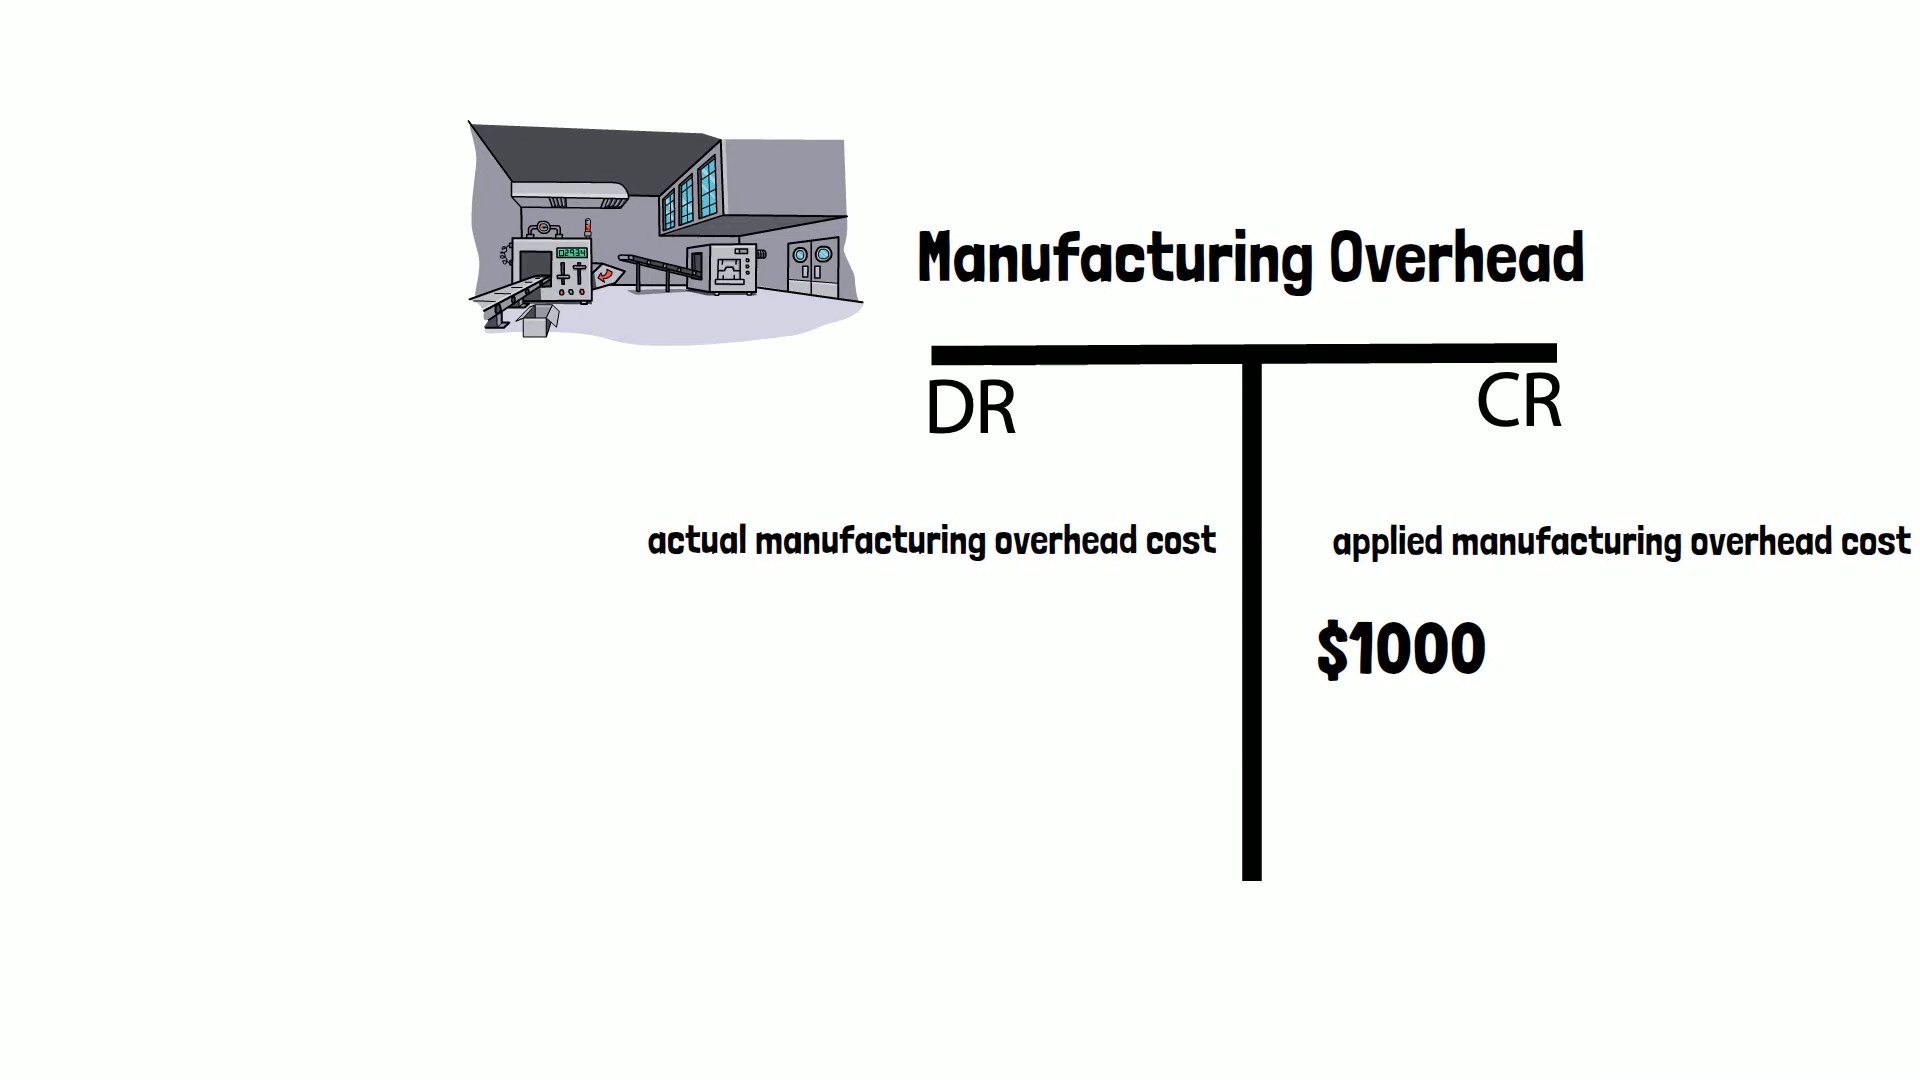 Manufacturing Overhead
DR
CR
actual manufacturing overhead cost
applied manufacturing overhead cost
$1000